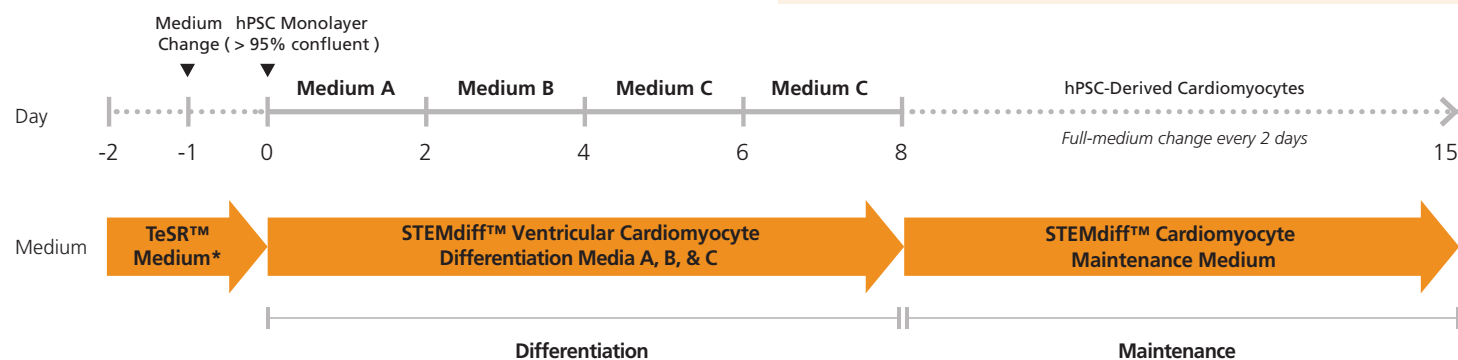 Medium hPSC Monolayer
Change ( > 95% confluent )
Medium A Medium B Medium C Medium C hPSC-Derived Cardiomyocytes
Day
Full-medium change every 2 days
-2 -1 0 2 4 6 8 15
Medium
TeSR™
Medium*
STEMdiff™ Ventricular Cardiomyocyte
Differentiation Media A, B, & C
STEMdiff™ Cardiomyocyte
Maintenance Medium
Differentiation Maintenance